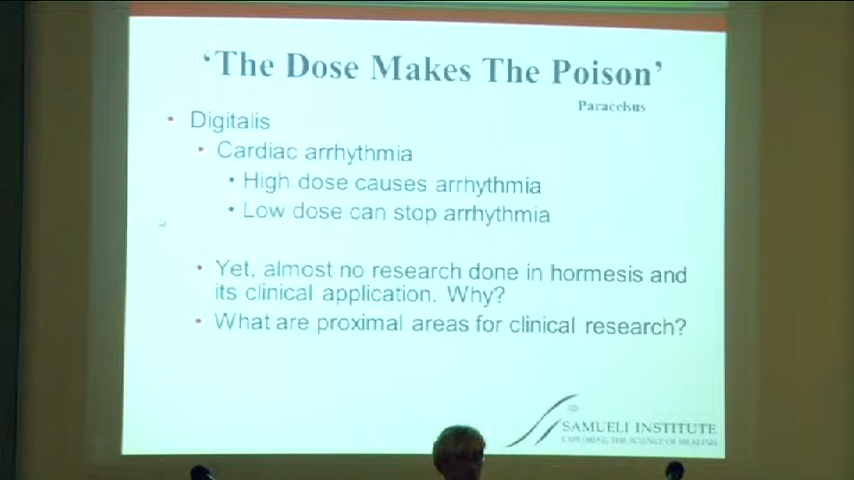 ‘The Dose Makes The Poison’
Paracelsus
• Digitalis
• Cardiac arrhythmia
• High dose causes arrhythmia
• Low dose can stop arrhythmia
• Yet, almost no research done in hormesis and
its clinical application. Why?
• What are proximal areas for clinical research?
SAMUELI INSTITUTE
EXPLORING THE SCIENCE OF HEALING